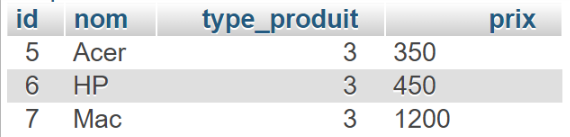 id nom type_produit prix
5 Acer 3 350
6 HP 3 450
7 Mac 3 1200